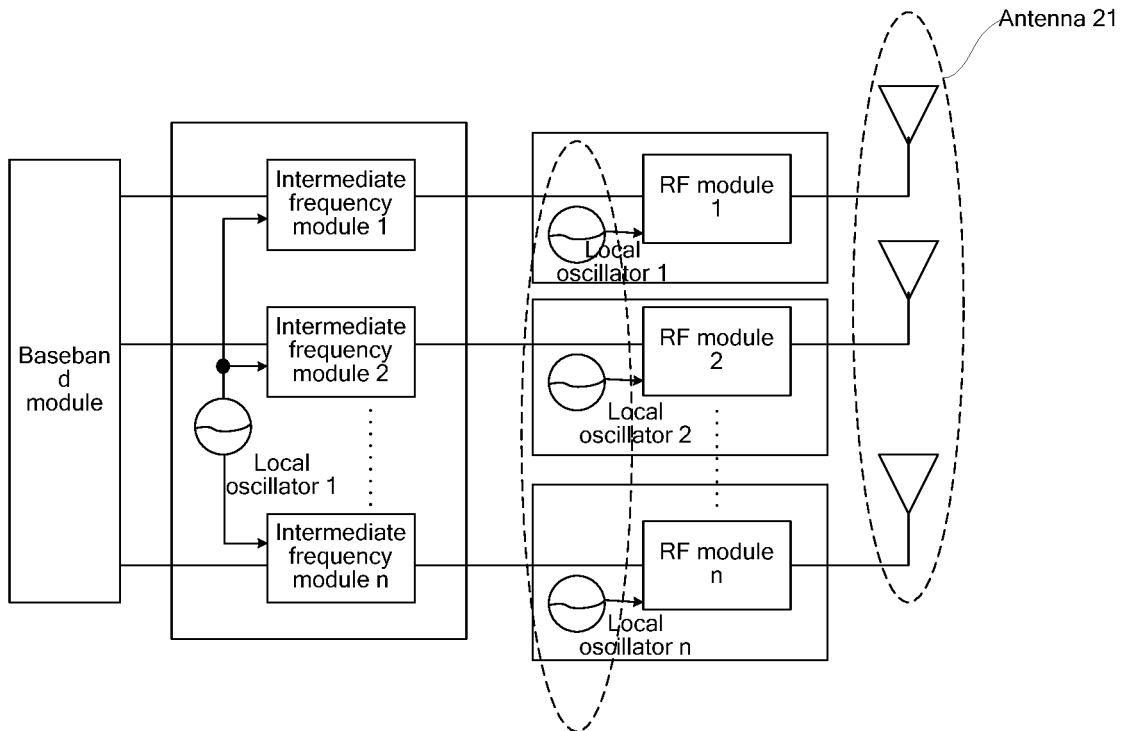 Antenna 21
Intermediate
frequency
module 1
RF module
1
Local
oscillator 1
Baseban
d
module
Intermediate
frequency
module 2
RF module
2
Local
oscillator 2
Local
oscillator 1
Intermediate
frequency
module n
RF module
n
Local
oscillator n